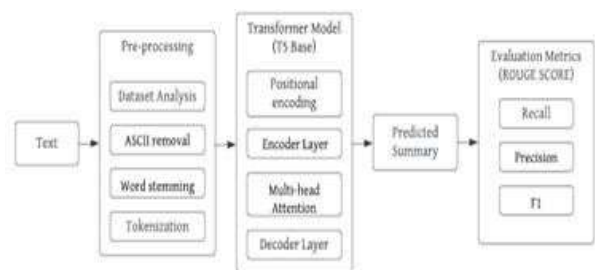 Text
Pre-processing
Dataset Analysis
ASCII removal
Word stemming
Tokenization
Transformer Model
(T5 Base)
Positional
encoding
Encoder Layer
Multi-head
Attention
Decoder Layer
Predicted
Summary
Evaluation Metrics
(ROUGE SCORE)
Recall
Precision
F1